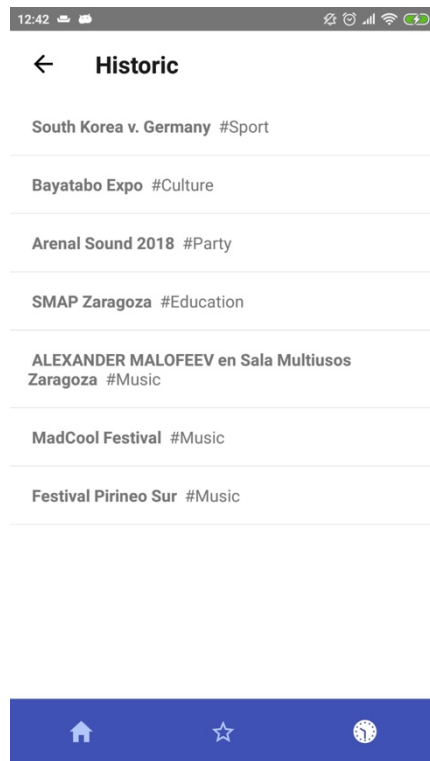 12:42
Historic
South Korea v. Germany #Sport
Bayatabo Expo #Culture
Arenal Sound 2018 #Party
SMAP Zaragoza #Education
ALEXANDER MALOFEEV en Sala Multiusos
Zaragoza #Music
MadCool Festival #Music
Festival Pirineo Sur #Music